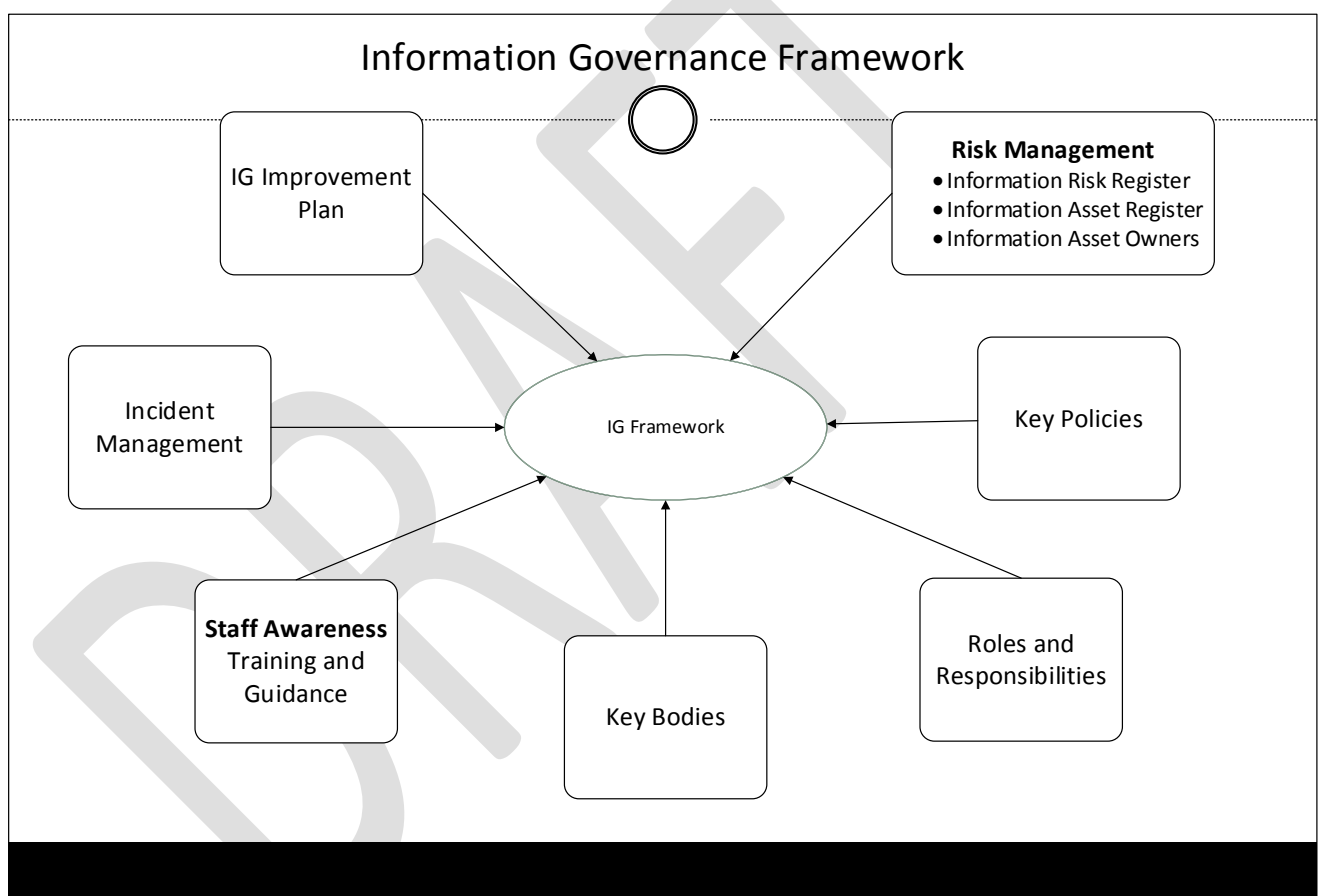 Information Governance Framework
IG Improvement
Plan
Risk Management
•Information Risk Register
•Information Asset Register
•Information Asset Owners
Incident
Management
IG Framework
Key Policies
Staff Awareness
Training and
Guidance
Key Bodies
Roles and
Responsibilities
DRAFT